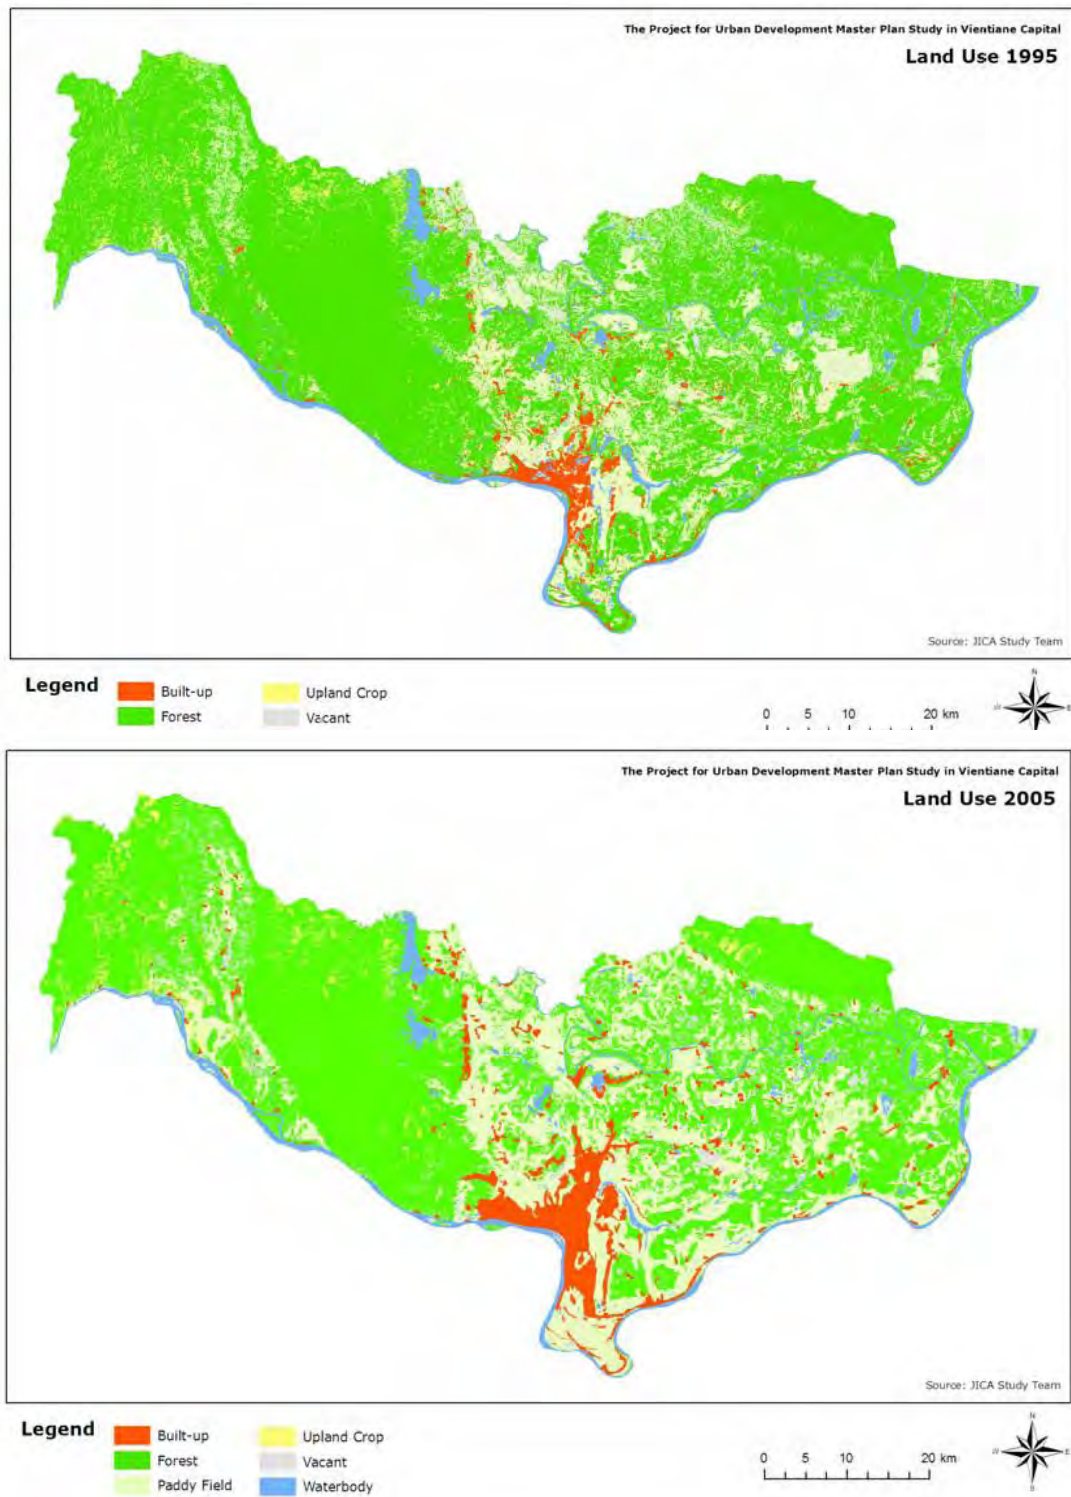 The Project for Urban Development Master Plan Study in Vientiane Capital
Land Use 1995
Source: JICA Study Team
Legend
Built-up
Upland Crop
Forest
Vacant
0 5 10 20 km
N
W E
The Project for Urban Development Master Plan Study in Vientiane Capital
Land Use 2005
Source: JICA Study Team
Legend
Built-up
Upland Crop
Forest
Vacant
Paddy Field
Waterbody
0 5 10 20 km
N
W E
S